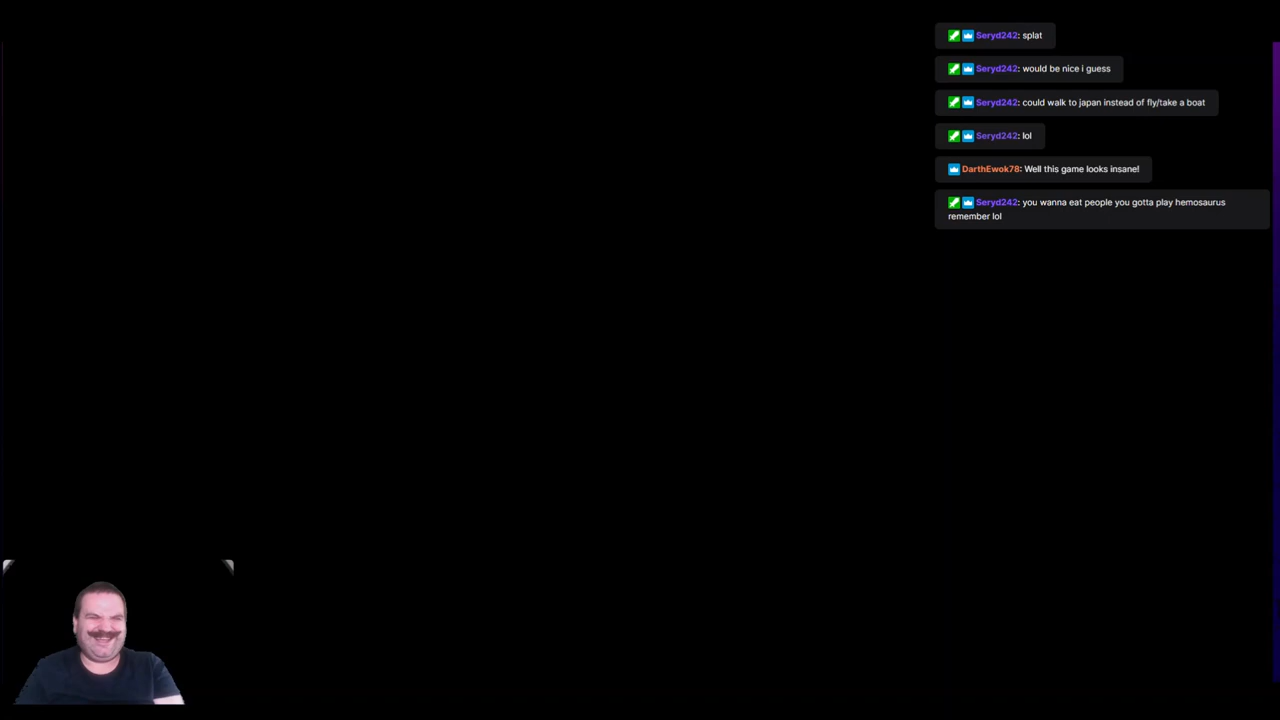 Seryd242: splat
Seryd242: would be nice i guess
Seryd242: could walk to japan instead of fly/take a boat
Seryd242: lol
DarthEwok78: Well this game looks insane!
Seryd242: you wanna eat people you gotta play hemosaurus
remember lol